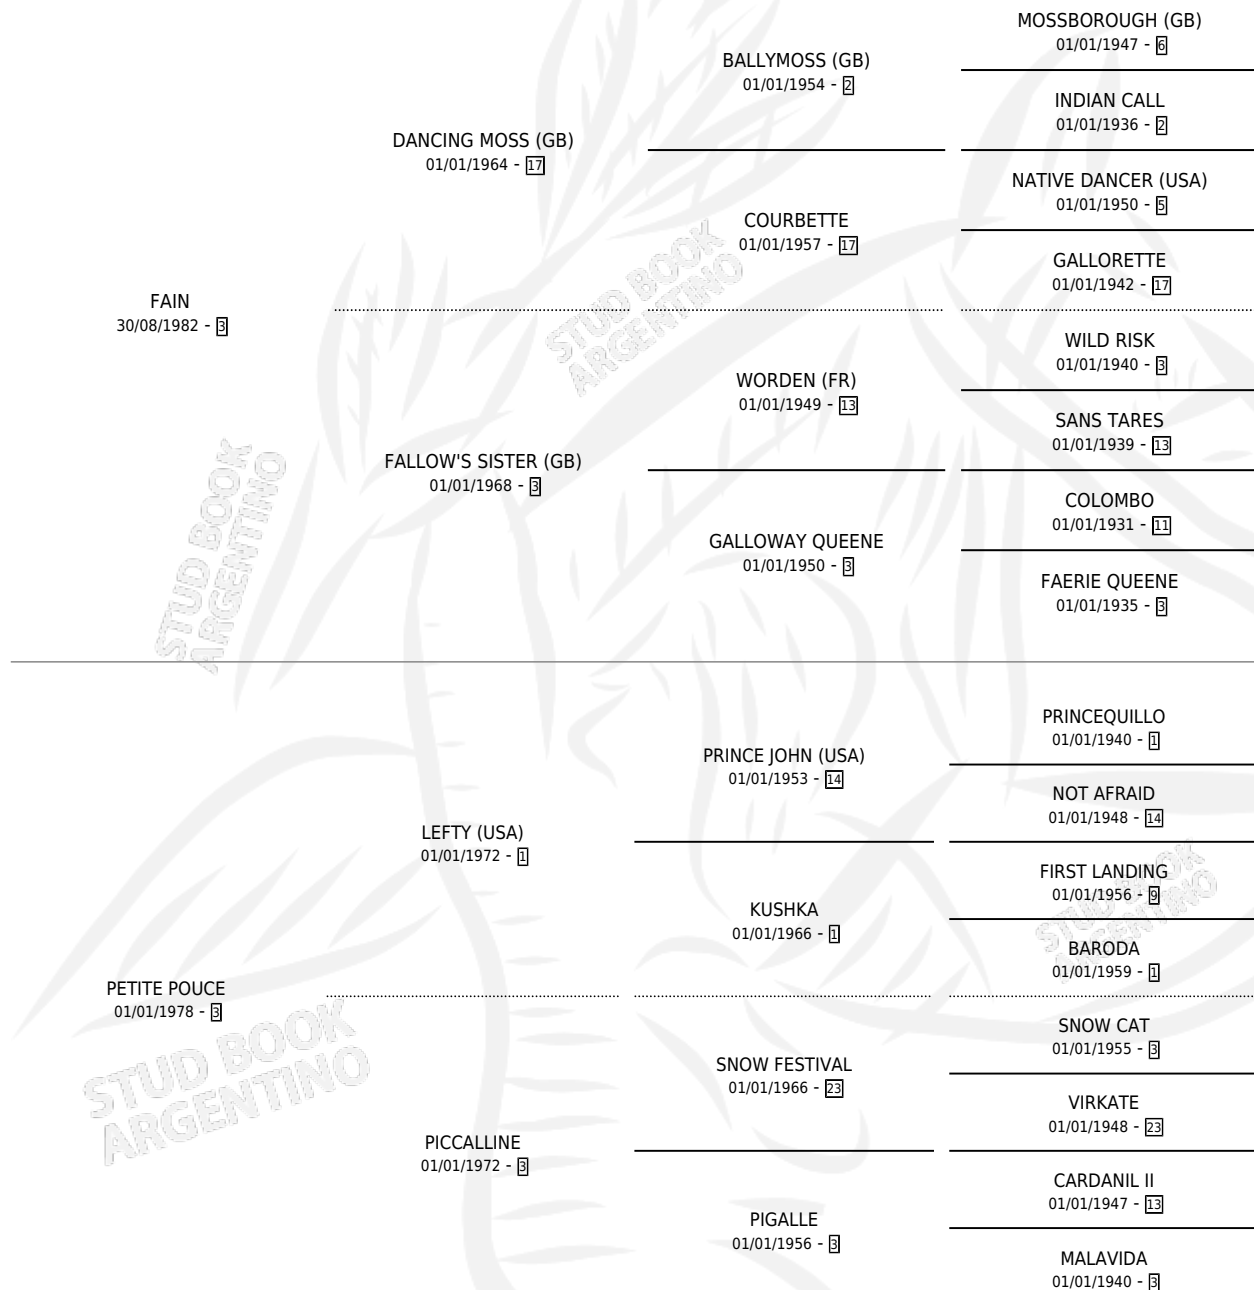 MOSSBOROUGH (GB)
01/01/1947 - 6
BALLYMOSS (GB)
01/01/1954 - 2
INDIAN CALL
01/01/1936 - 2
DANCING MOSS (GB)
01/01/1964 - 17
NATIVE DANCER (USA)
01/01/1950 - 5
COURBETTE
01/01/1957 - 17
GALLORETTE
01/01/1942 - 17
FAIN
30/08/1982 - 3
WILD RISK
01/01/1940 - 3
WORDEN (FR)
01/01/1949 - 13
SANS TARES
01/01/1939 - 13
FALLOW'S SISTER (GB)
01/01/1968 - 3
COLOMBO
01/01/1931 - 11
GALLOWAY QUEENE
01/01/1950 - 3
FAERIE QUEENE
01/01/1935 - 3
PRINCEQUILLO
01/01/1940 - 1
PRINCE JOHN (USA)
01/01/1953 - 14
NOT AFRAID
01/01/1948 - 14
LEFTY (USA)
01/01/1972 - 1
FIRST LANDING
01/01/1956 - 9
KUSHKA
01/01/1966 - 1
BARODA
01/01/1959 - 1
PETITE POUCE
01/01/1978 - 3
SNOW CAT
01/01/1955 - 3
SNOW FESTIVAL
01/01/1966 - 23
VIRKATE
01/01/1948 - 23
PICCALLINE
01/01/1972 - 3
CARDANIL II
01/01/1947 - 13
PIGALLE
01/01/1956 - 3
MALAVIDA
01/01/1940 - 3
STUD BOOK
ARGENTINO
STUD BOOK
ARGENTINO
STUD BOOK
ARGENTINO
STUD BOOK
ARGENTINO